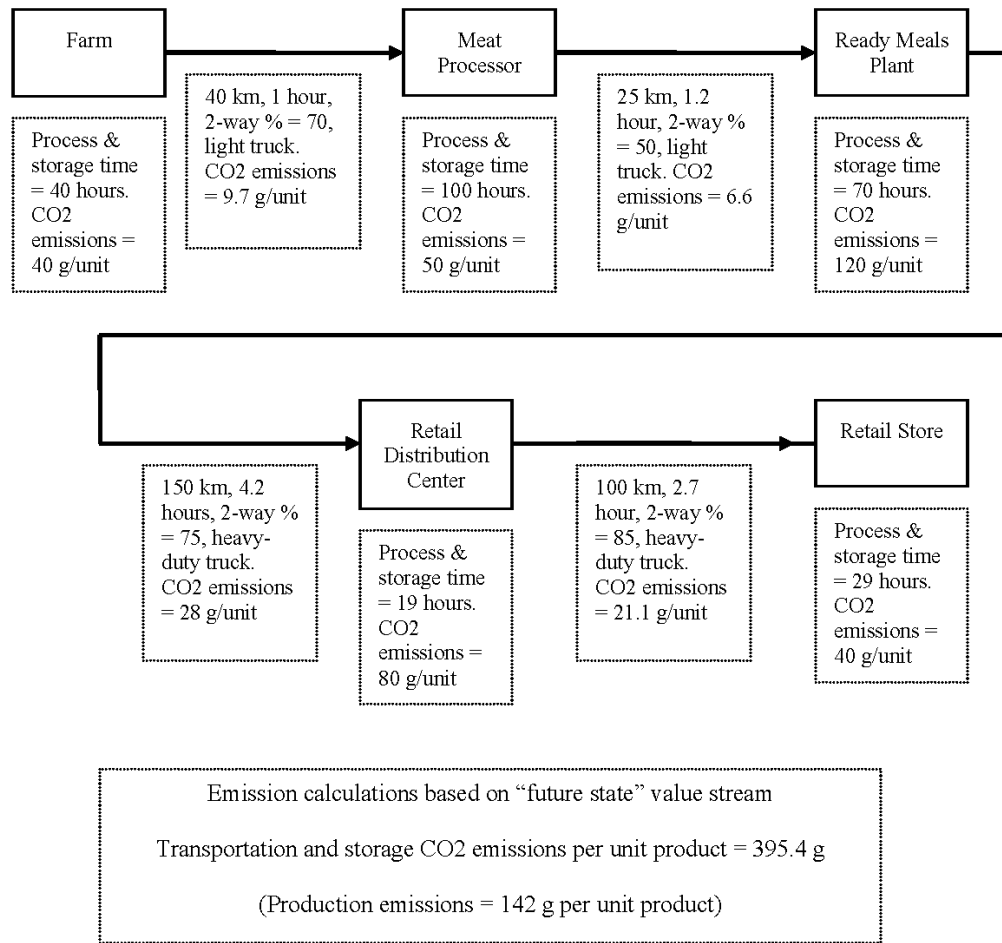 Farm
Meat
Processor
Ready Meals
Plant
40 km, 1 hour,
2-way % = 70,
light truck.
CO2 emissions
= 9.7 g/unit
25 km, 1.2
hour, 2-way %
= 50, light
truck. CO2
emissions = 6.6
g/unit
Process &
storage time
= 40 hours.
CO2
emissions =
40 g/unit
Process &
storage time
= 100 hours.
CO2
emissions =
50 g/unit
Process &
storage time
= 70 hours.
CO2
emissions =
120 g/unit
Retail
Distribution
Center
Retail Store
150 km, 4.2
hours, 2-way %
= 75, heavy-
duty truck.
CO2 emissions
= 28 g/unit
Process &
storage time
= 19 hours.
CO2
emissions =
80 g/unit
100 km, 2.7
hour, 2-way %
= 85, heavy-
duty truck.
CO2 emissions
= 21.1 g/unit
Process &
storage time
= 29 hours.
CO2
emissions =
40 g/unit
Emission calculations based on “future state” value stream
Transportation and storage CO2 emissions per unit product = 395.4 g
(Production emissions = 142 g per unit product)